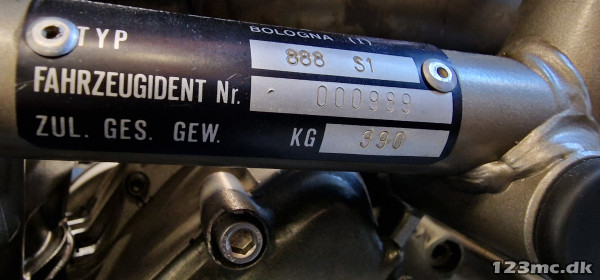 BOLOGNA (I)
TYP 888 S1
FAHRZEUGIDENT Nr. 000999
ZUL. GES. GEW. KG 390
123mc.dk